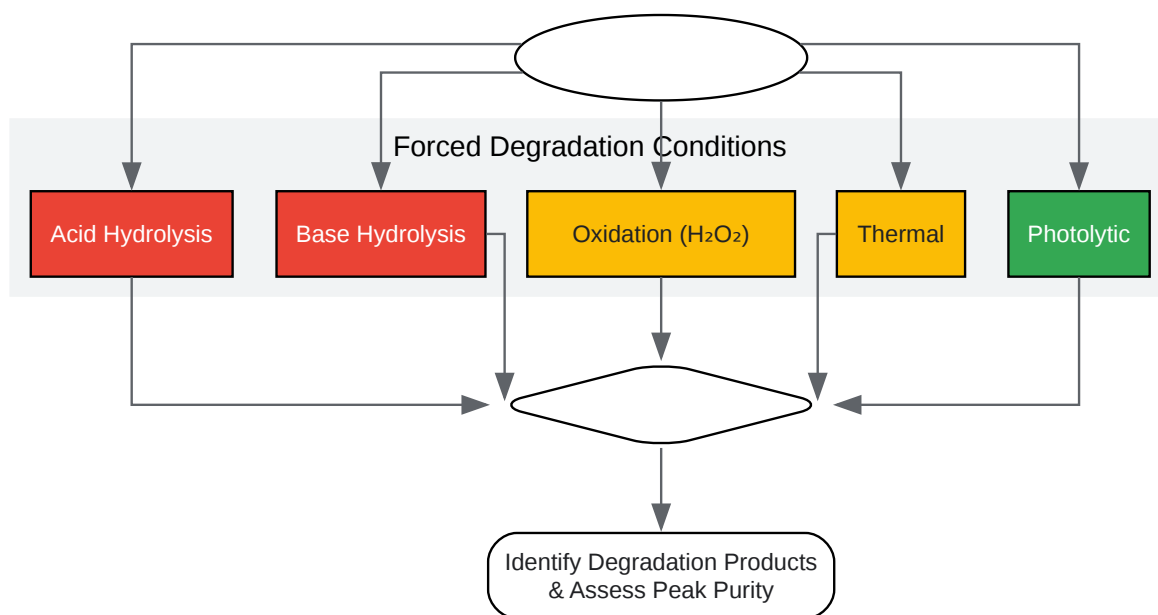 Forced Degradation Conditions
Acid Hydrolysis
Base Hydrolysis
Oxidation (H₂O₂)
Thermal
Photolytic
Identify Degradation Products
& Assess Peak Purity